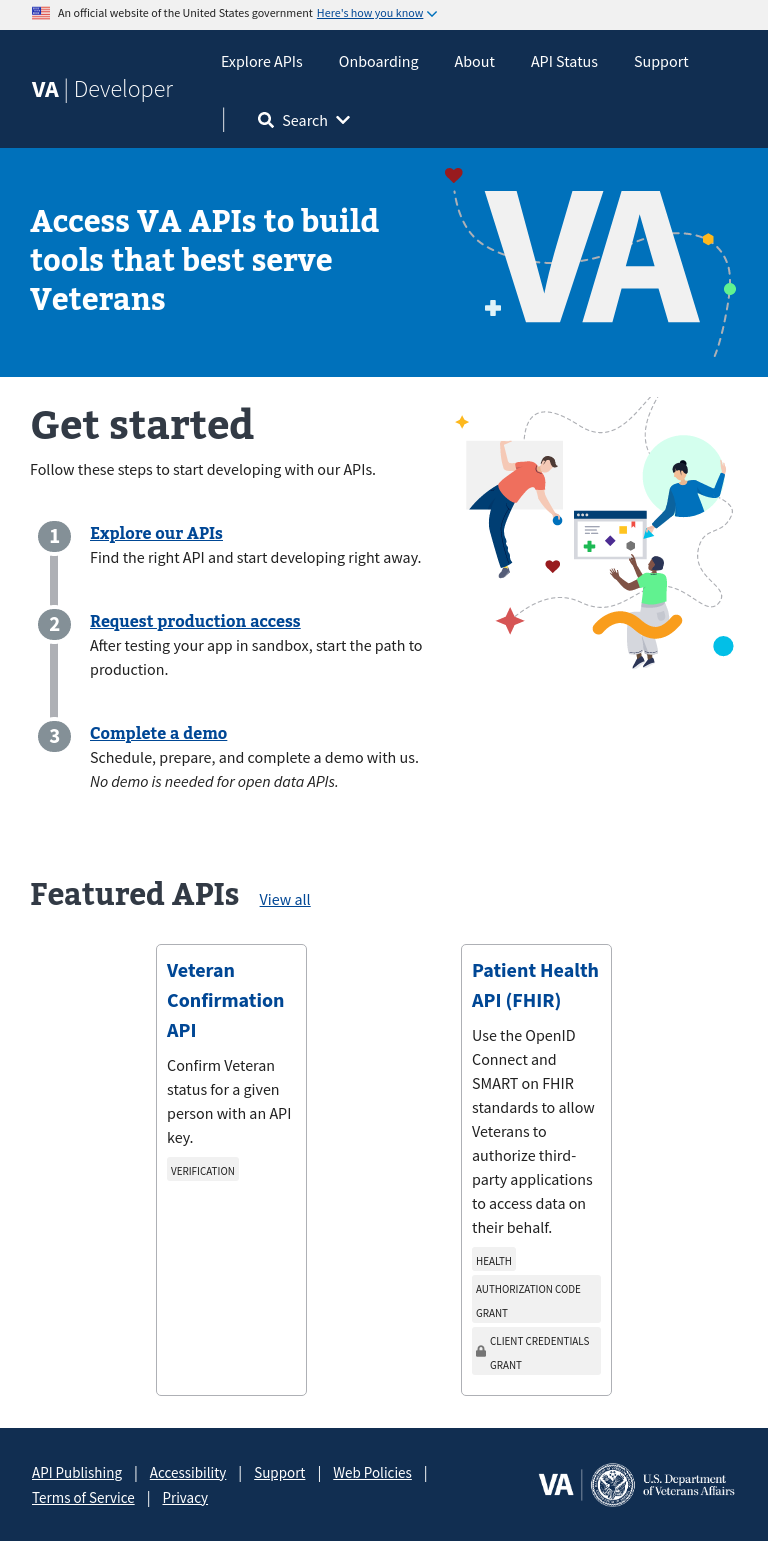 An official website of the United States government Here's how you know
VA | Developer
Explore APIs Onboarding About API Status Support
Search
Access VA APIs to build
tools that best serve
Veterans
VA
Get started
Follow these steps to start developing with our APIs.
1 Explore our APIs
Find the right API and start developing right away.
2 Request production access
After testing your app in sandbox, start the path to
production.
3 Complete a demo
Schedule, prepare, and complete a demo with us.
No demo is needed for open data APIs.
Featured APIs View all
Veteran
Confirmation
API
Confirm Veteran
status for a given
person with an API
key.
VERIFICATION
Patient Health
API (FHIR)
Use the OpenID
Connect and
SMART on FHIR
standards to allow
Veterans to
authorize third-
party applications
to access data on
their behalf.
HEALTH
AUTHORIZATION CODE
GRANT
CLIENT CREDENTIALS
GRANT
API Publishing | Accessibility | Support | Web Policies |
Terms of Service | Privacy
VA | U.S. Department
of Veterans Affairs